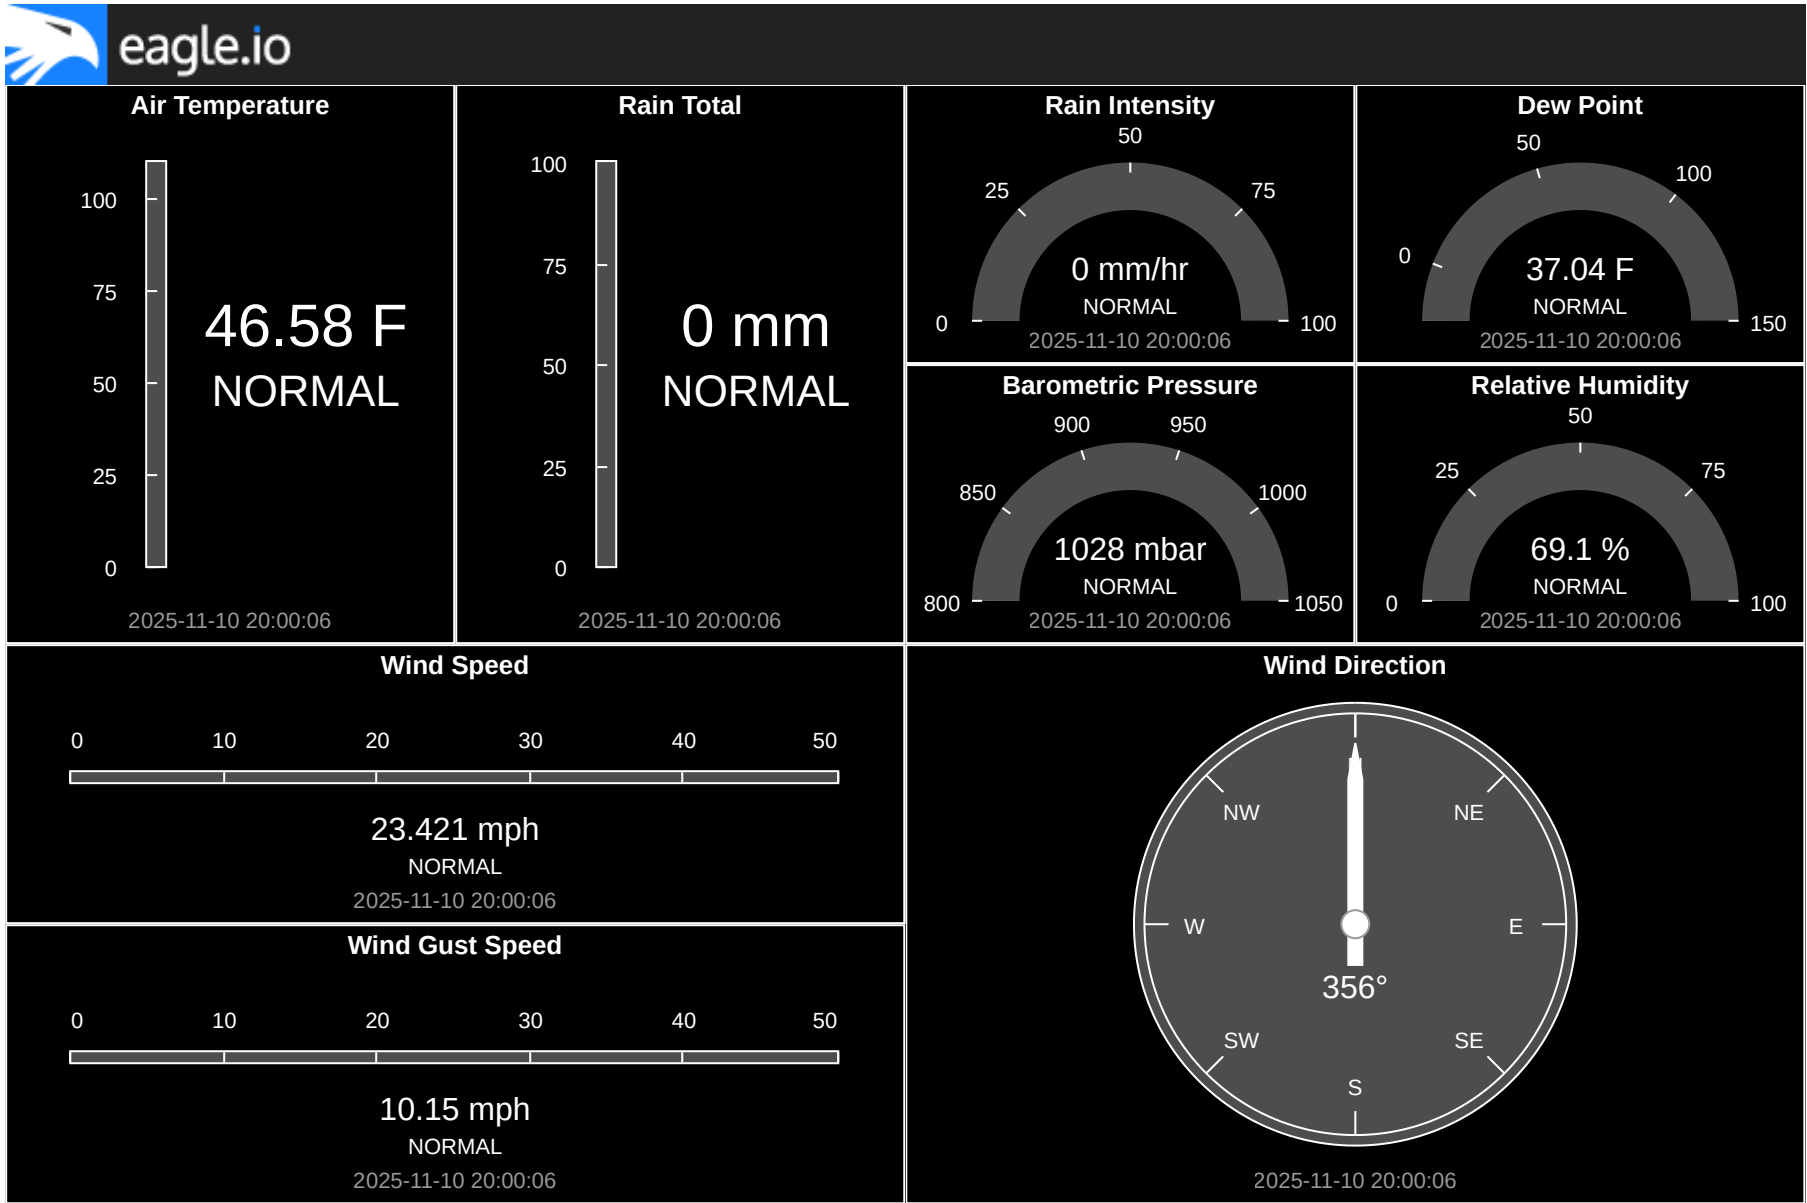 eagle.io
Air Temperature
100
75
50
25
0
46.58 F
NORMAL
2025-11-10 20:00:06
Rain Total
100
75
50
25
0
0 mm
NORMAL
2025-11-10 20:00:06
Rain Intensity
0
25
50
75
100
0 mm/hr
NORMAL
2025-11-10 20:00:06
Dew Point
0
50
100
150
37.04 F
NORMAL
2025-11-10 20:00:06
Barometric Pressure
800
850
900
950
1000
1050
1028 mbar
NORMAL
2025-11-10 20:00:06
Relative Humidity
0
25
50
75
100
69.1 %
NORMAL
2025-11-10 20:00:06
Wind Speed
0 10 20 30 40 50
23.421 mph
NORMAL
2025-11-10 20:00:06
Wind Gust Speed
0 10 20 30 40 50
10.15 mph
NORMAL
2025-11-10 20:00:06
Wind Direction
NW NE
W E
356°
SW SE
S
2025-11-10 20:00:06